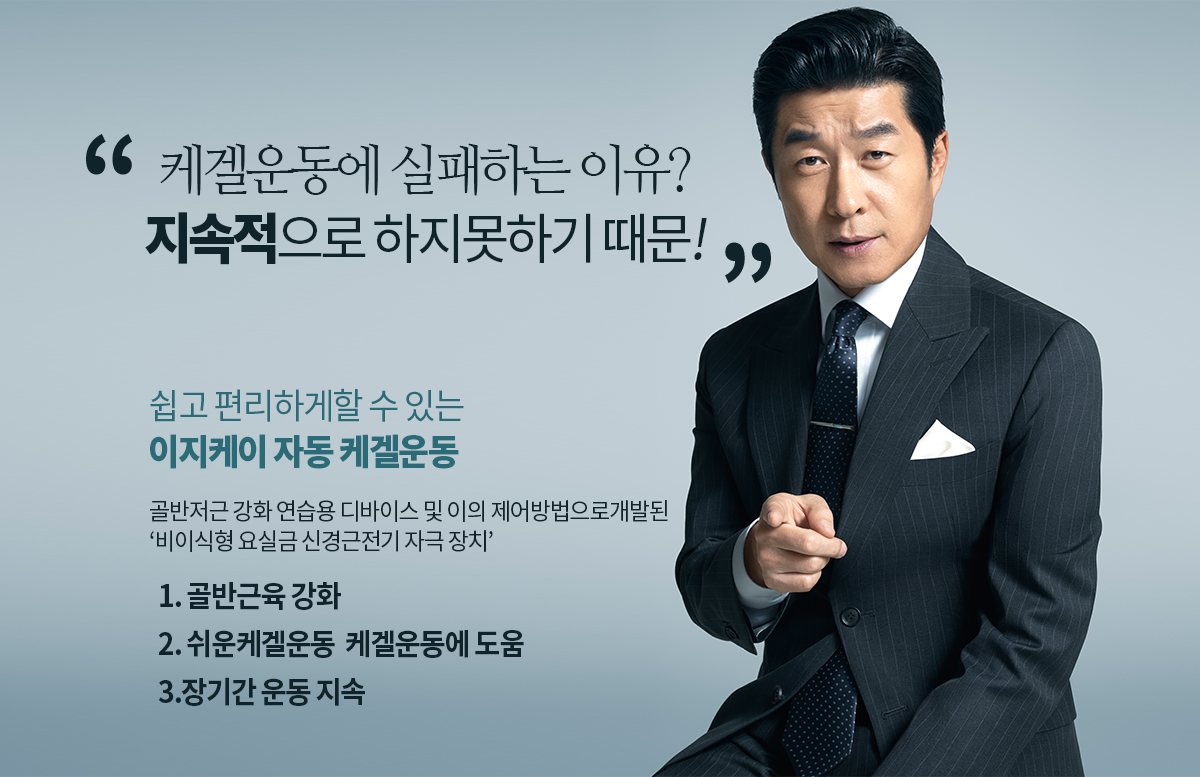 “ 케겔운동에 실패하는 이유?
지속적으로 하지못하기 때문! ”
쉽고 편리하게할 수 있는
이지케이 자동 케겔운동
골반저근 강화 연습용 디바이스 및 이의 제어방법으로개발된
‘비이식형 요실금 신경근전기 자극 장치’
1. 골반근육 강화
2. 쉬운케겔운동 케겔운동에 도움
3.장기간 운동 지속